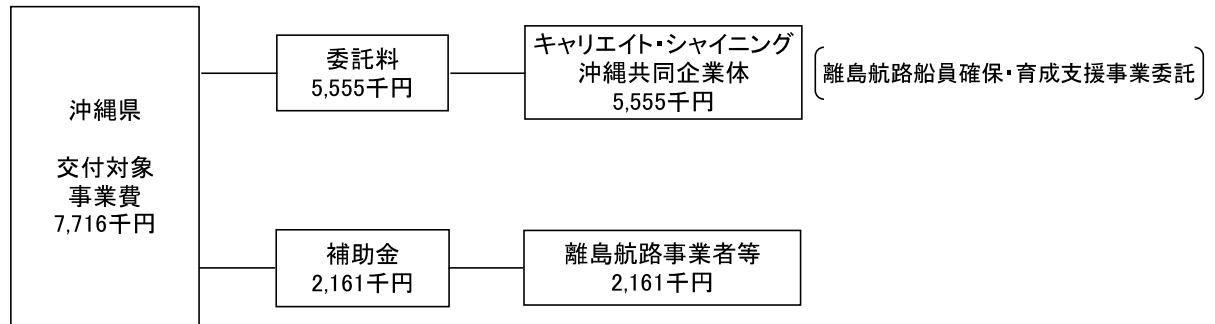 沖縄県
交付対象
事業費
7,716千円
委託料
5,555千円
キャリエイト・シャイニング
沖縄共同企業体
5,555千円
離島航路船員確保・育成支援事業委託
補助金
2,161千円
離島航路事業者等
2,161千円